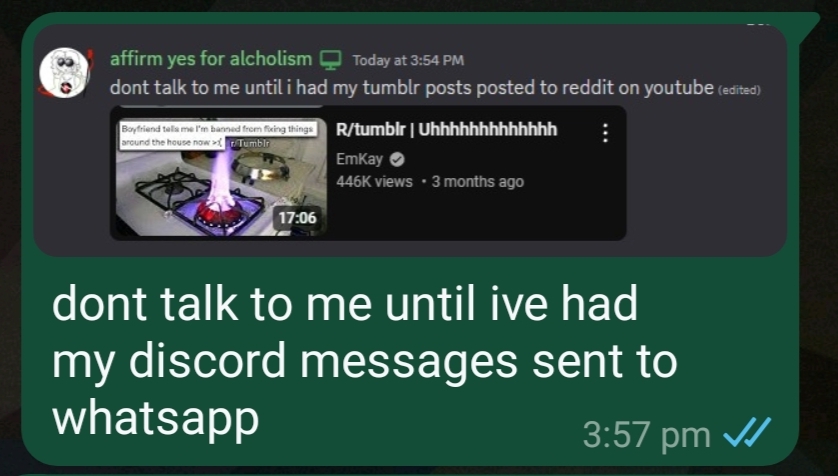 affirm yes for alcholism Today at 3:54 PM
dont talk to me until i had my tumblr posts posted to reddit on youtube (edited)
Boyfriend tells me I'm banned from fixing things
around the house now >:( r/Tumblr
17:06
R/tumblr | Uhhhhhhhhhhhhh
EmKay
446K views • 3 months ago
dont talk to me until ive had
my discord messages sent to
whatsapp
3:57 pm